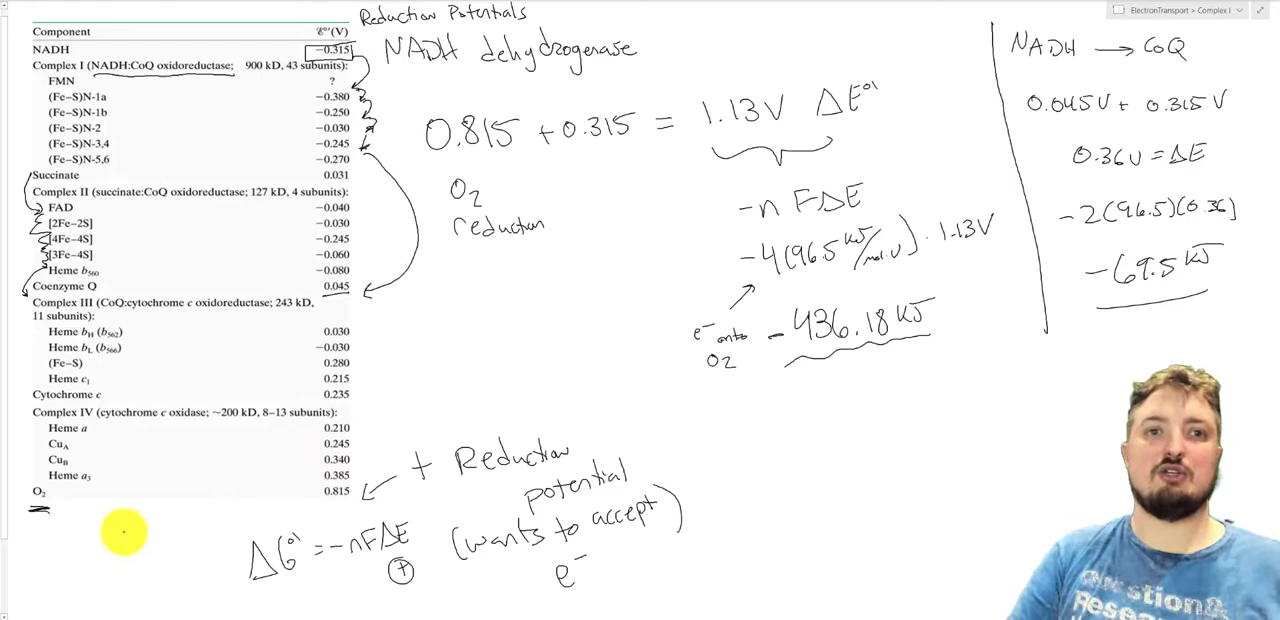 ElectronTransport > Complex I
Reduction Potentials
Component ℰ°′(V)
NADH −0.315
Complex I (NADH:CoQ oxidoreductase; 900 kD, 43 subunits):
FMN ?
(Fe–S)N-1a −0.380
(Fe–S)N-1b −0.250
(Fe–S)N-2 −0.030
(Fe–S)N-3,4 −0.245
(Fe–S)N-5,6 −0.270
Succinate 0.031
Complex II (succinate:CoQ oxidoreductase; 127 kD, 4 subunits):
FAD −0.040
[2Fe–2S] −0.030
[4Fe–4S] −0.245
[3Fe–4S] −0.060
Heme b560 −0.080
Coenzyme Q 0.045
Complex III (CoQ:cytochrome c oxidoreductase; 243 kD,
11 subunits):
Heme bH (b562) 0.030
Heme bL (b566) −0.030
(Fe–S) 0.280
Heme c1 0.215
Cytochrome c 0.235
Complex IV (cytochrome c oxidase; ~200 kD, 8–13 subunits):
Heme a 0.210
CuA 0.245
CuB 0.340
Heme a3 0.385
O2 0.815
NADH dehydrogenase
0.815 + 0.315 = 1.13V ΔE°′
O2
reduction
-n FΔE
-4(96.5 kJ/mol.V) · 1.13V
e- onto
O2
- 436.18 kJ
+ Reduction
potential
(wants to accept)
e-
ΔG°′ = -nFΔE
+
NADH → CoQ
0.045V + 0.315 V
0.36V = ΔE
-2(96.5)(0.36)
-69.5 kJ
Question&
Resea